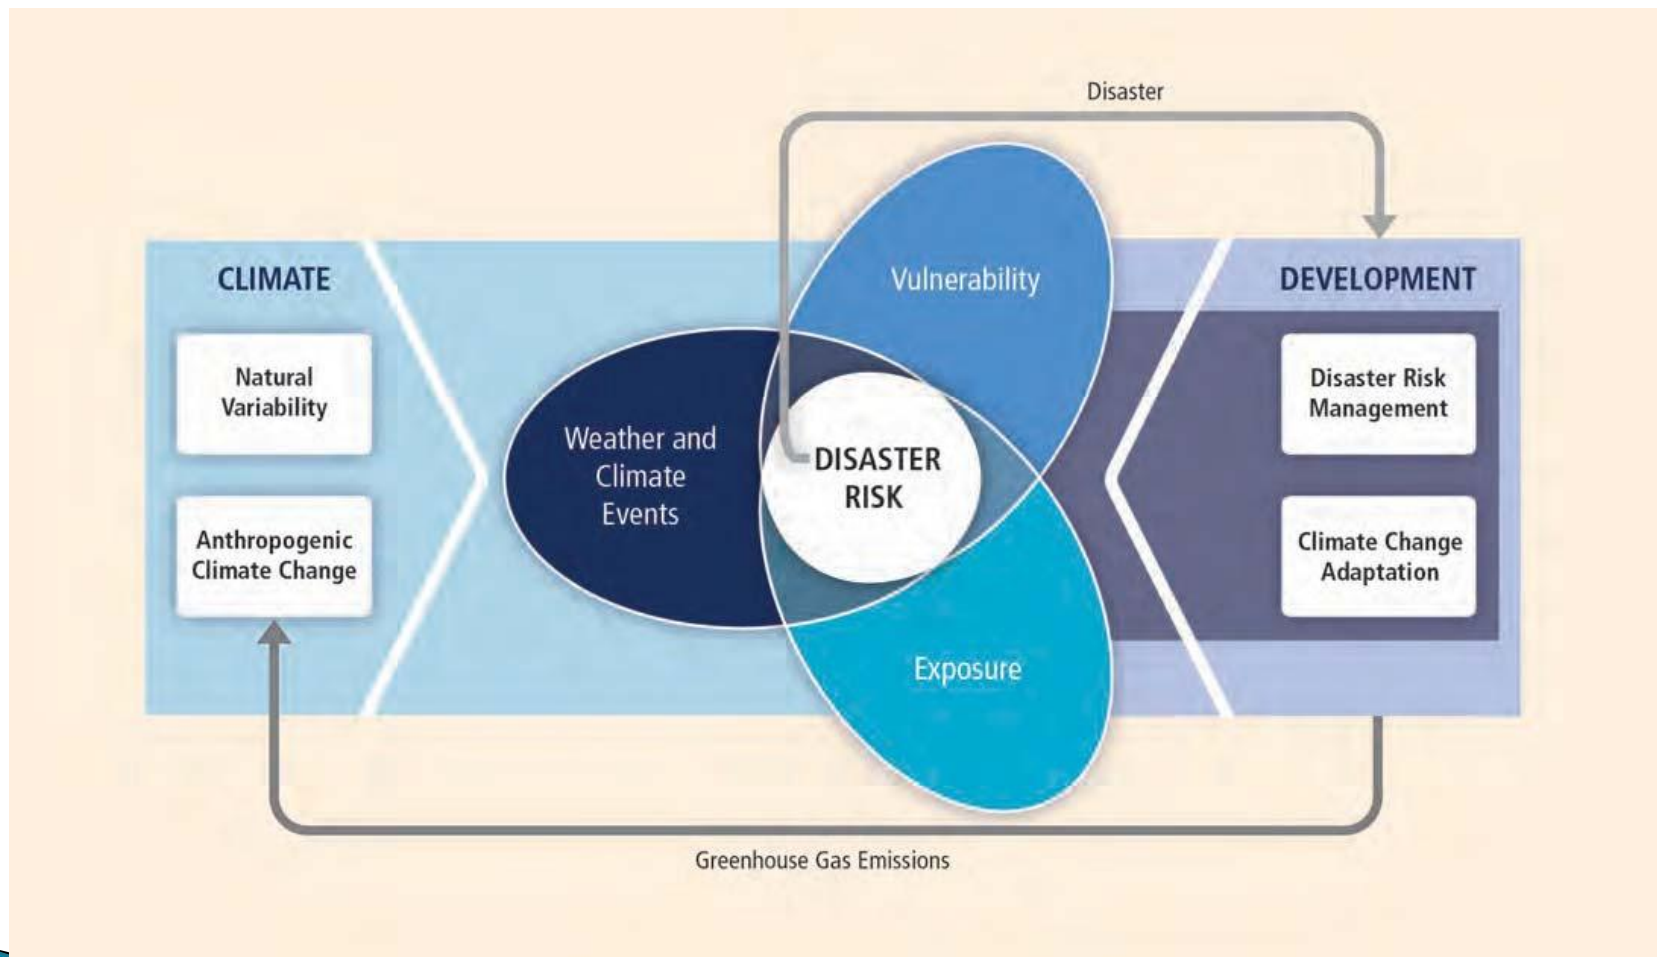 Disaster
CLIMATE
Natural
Variability
Anthropogenic
Climate Change
Weather and
Climate
Events
Vulnerability
DISASTER
RISK
Exposure
DEVELOPMENT
Disaster Risk
Management
Climate Change
Adaptation
Greenhouse Gas Emissions